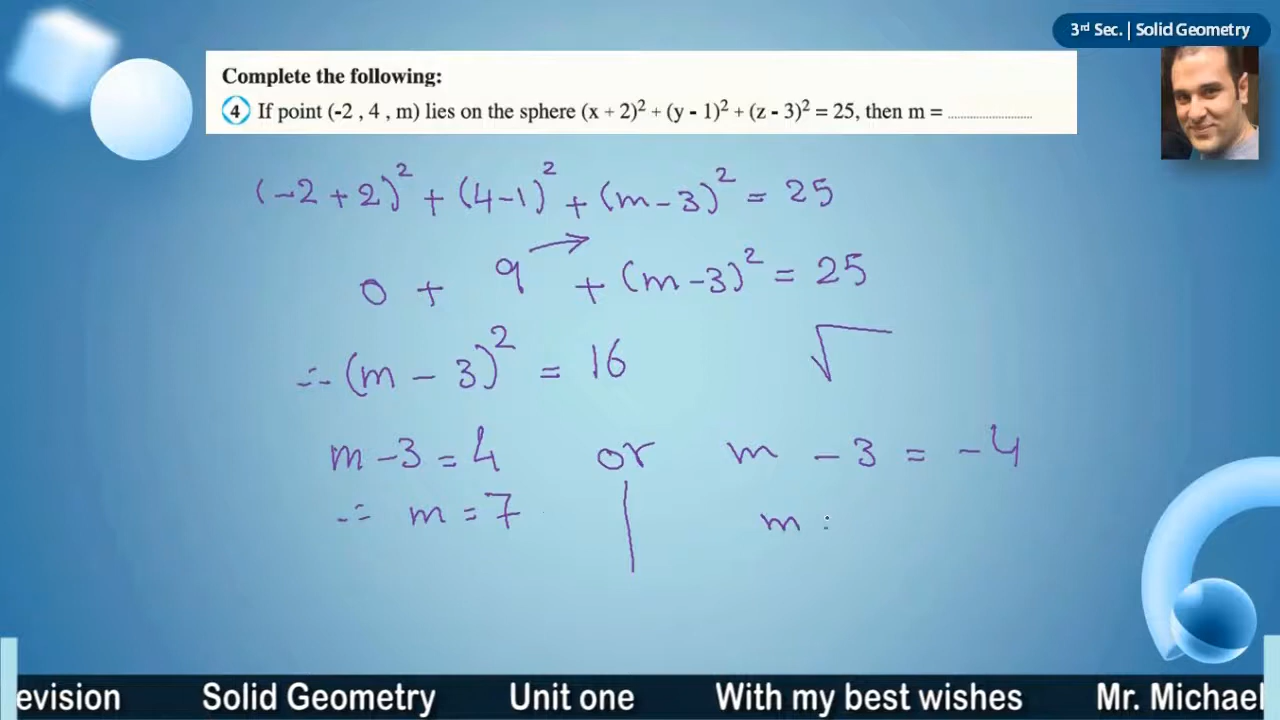 3rd Sec. | Solid Geometry
Complete the following:
4 If point (-2 , 4 , m) lies on the sphere (x + 2)² + (y - 1)² + (z - 3)² = 25, then m = ........................
(-2 + 2)² + (4 - 1)² + (m - 3)² = 25
0 + 9 + (m - 3)² = 25
∴ (m - 3)² = 16 √
m - 3 = 4 or m - 3 = -4
∴ m = 7 | m :
evision Solid Geometry Unit one With my best wishes Mr. Michael